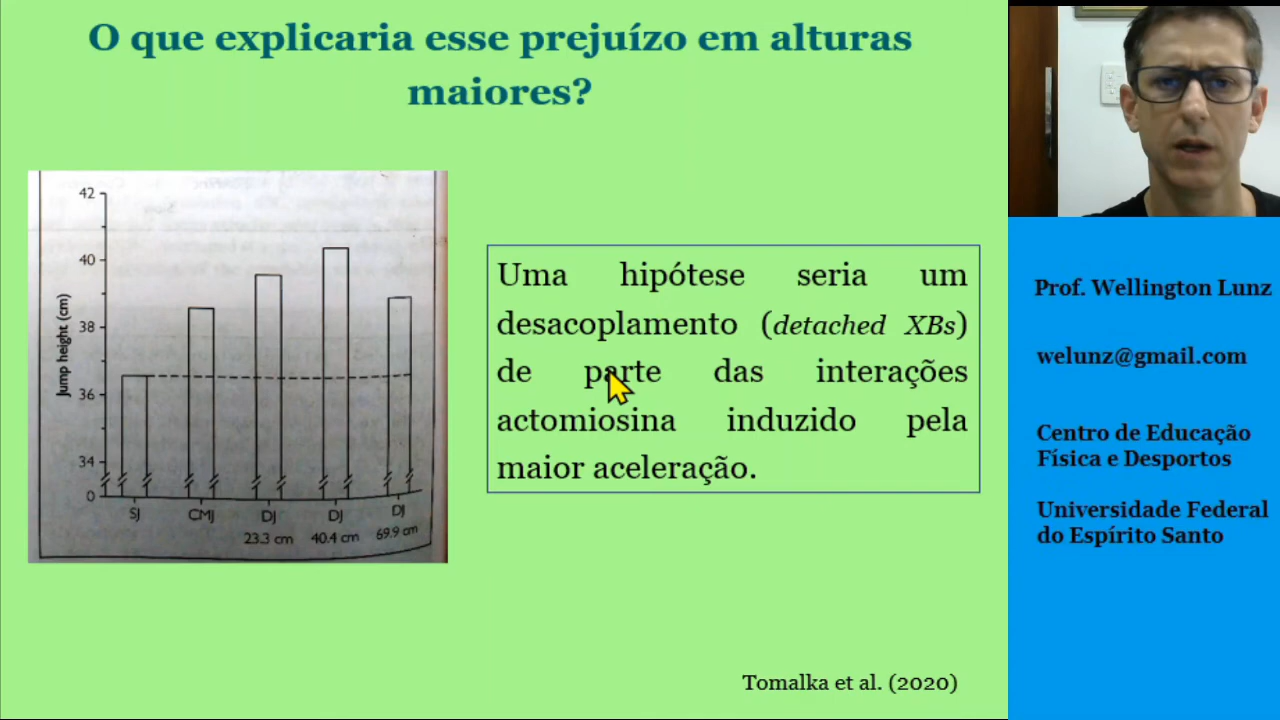 O que explicaria esse prejuízo em alturas
maiores?
42
40
38
36
34
0
Jump height (cm)
SJ
CMJ
DJ
DJ
DJ
23.3 cm
40.4 cm
69.9 cm
Uma hipótese seria um
desacoplamento (detached XBs)
de parte das interações
actomiosina induzido pela
maior aceleração.
Tomalka et al. (2020)
Prof. Wellington Lunz
welunz@gmail.com
Centro de Educação
Física e Desportos
Universidade Federal
do Espírito Santo